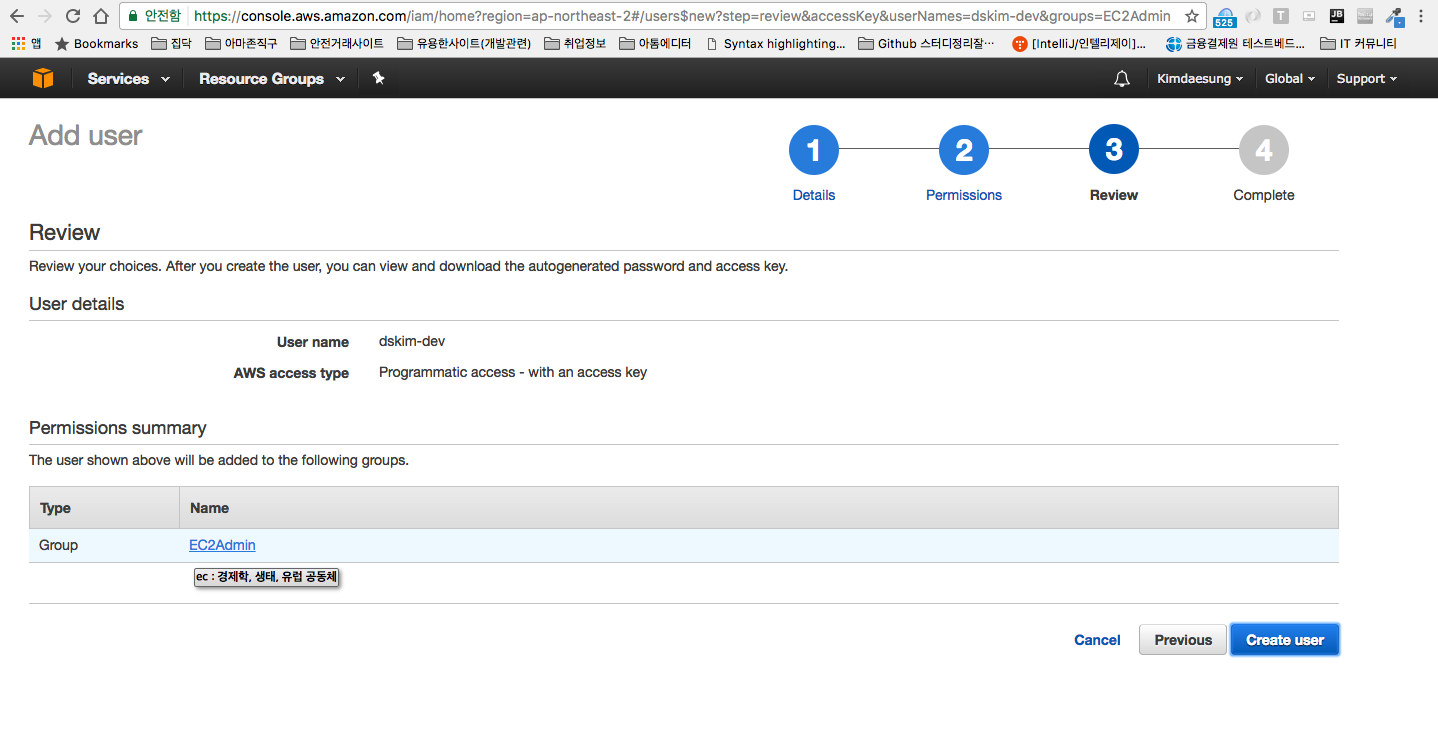 안전함 https://console.aws.amazon.com/iam/home?region=ap-northeast-2#/users$new?step=review&accessKey&userNames=dskim-dev&groups=EC2Admin 525 T JB
앱 Bookmarks 집닥 아마존직구 안전거래사이트 유용한사이트(개발관련) 취업정보 아톰에디터 Syntax highlighting... Github 스터디정리잘... [IntelliJ/인텔리제이]... 금융결제원 테스트베드... IT 커뮤니티
Services Resource Groups Kimdaesung Global Support
Add user
1 2 3 4
Details Permissions Review Complete
Review
Review your choices. After you create the user, you can view and download the autogenerated password and access key.
User details
User name dskim-dev
AWS access type Programmatic access - with an access key
Permissions summary
The user shown above will be added to the following groups.
Type Name
Group EC2Admin
ec : 경제학, 생태, 유럽 공동체
Cancel Previous Create user